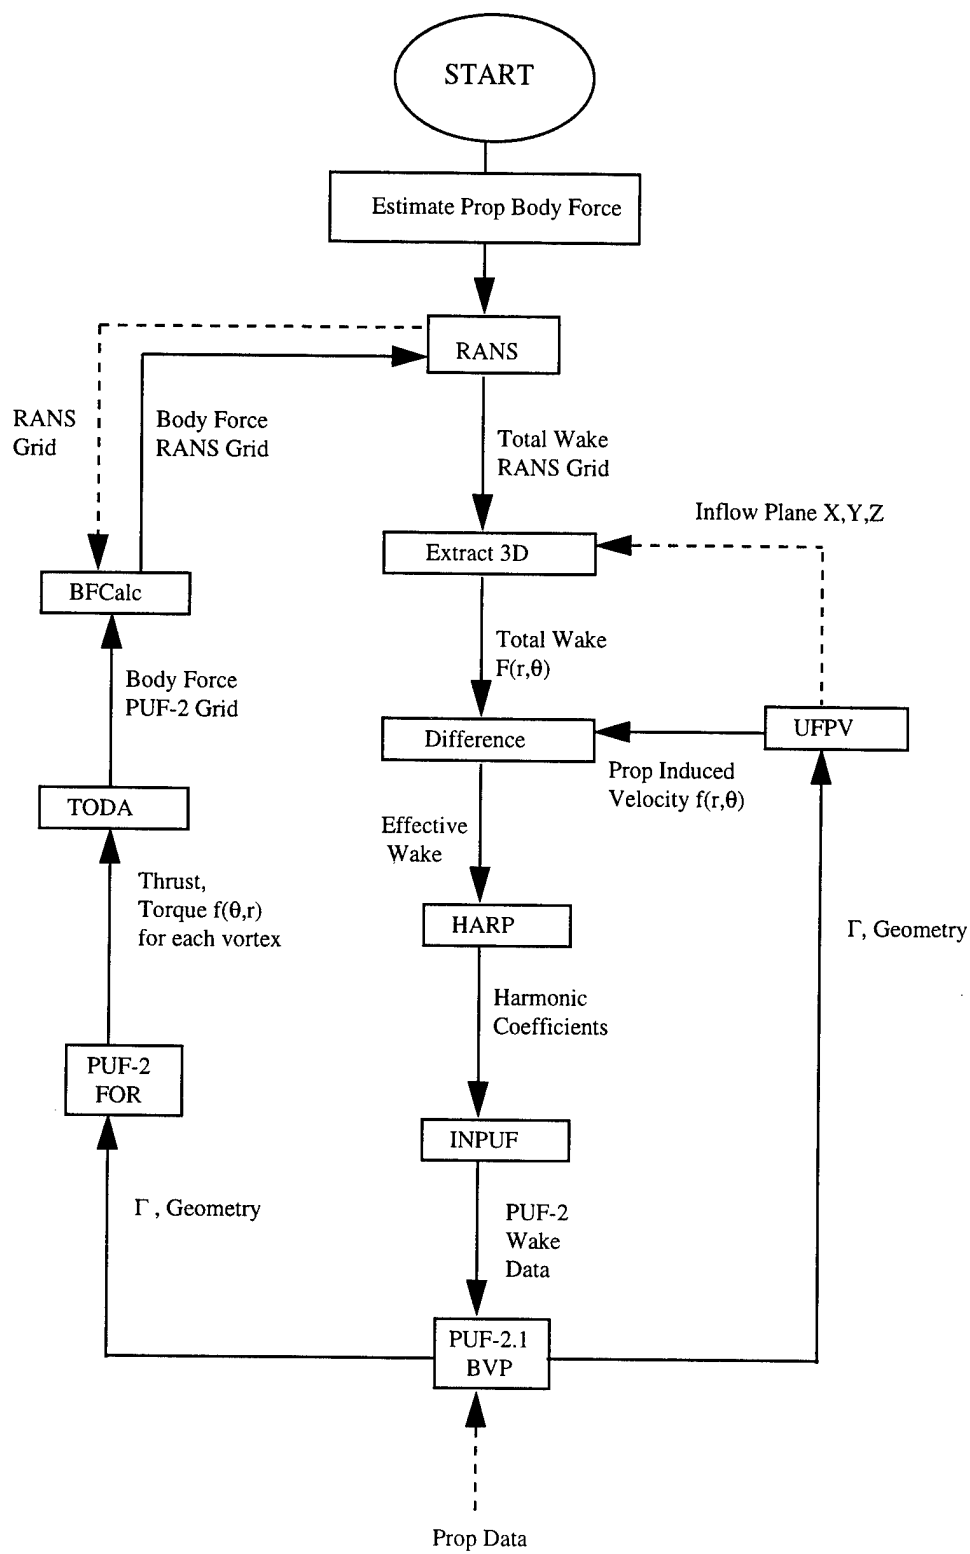 START
Estimate Prop Body Force
RANS
RANS
Grid
Body Force
RANS Grid
Total Wake
RANS Grid
Inflow Plane X,Y,Z
Extract 3D
BFCalc
Total Wake
F(r,θ)
Body Force
PUF-2 Grid
UFPV
Difference
Prop Induced
Velocity f(r,θ)
TODA
Effective
Wake
Thrust,
Torque f(θ,r)
for each vortex
HARP
Γ, Geometry
Harmonic
Coefficients
PUF-2
FOR
INPUF
Γ , Geometry
PUF-2
Wake
Data
PUF-2.1
BVP
Prop Data